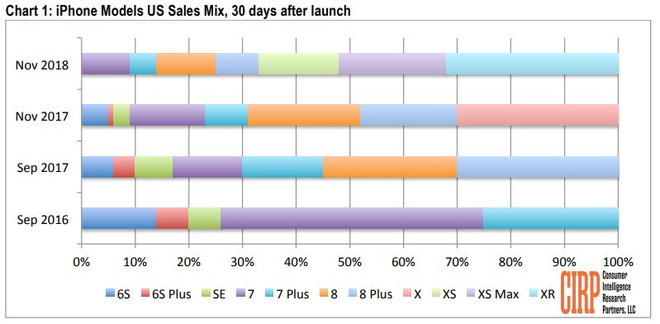 Chart 1: iPhone Models US Sales Mix, 30 days after launch
Nov 2018
Nov 2017
Sep 2017
Sep 2016
0% 10% 20% 30% 40% 50% 60% 70% 80% 90% 100%
6S 6S Plus SE 7 7 Plus 8 8 Plus X XS XS Max XR
CIRP
Consumer
Intelligence
Research
Partners, LLC